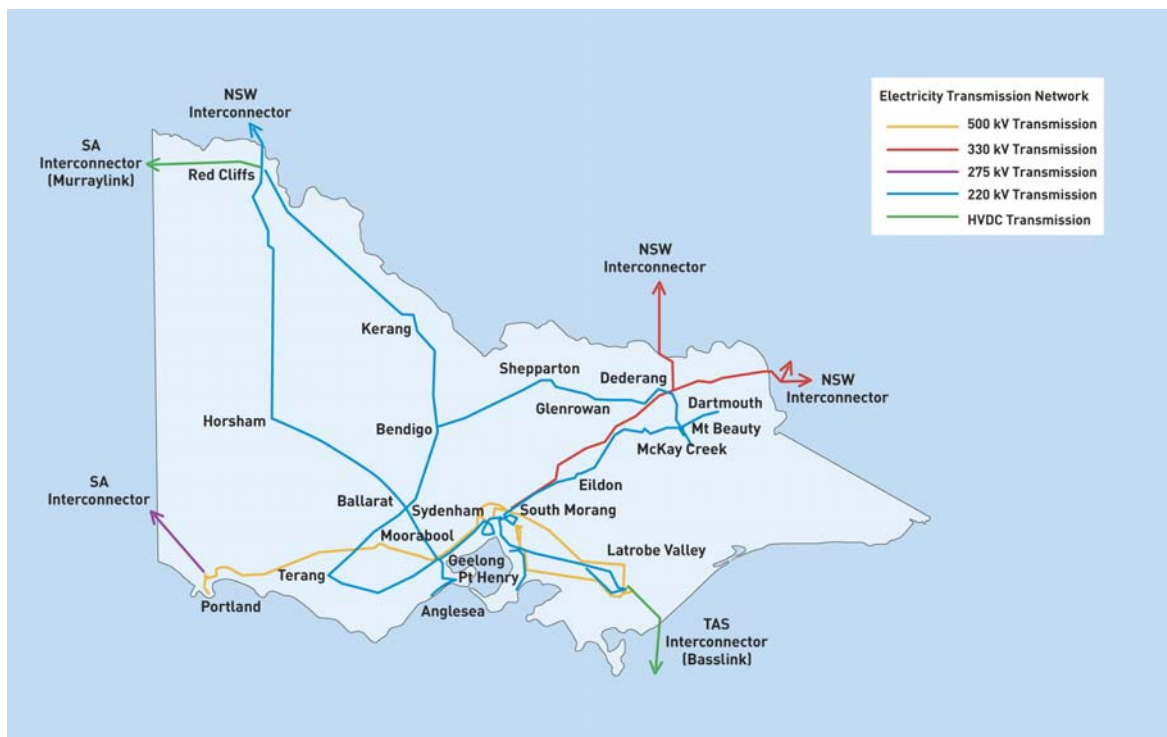 NSW
Interconnector
SA
Interconnector
(Murraylink)
Red Cliffs
Electricity Transmission Network
500 kV Transmission
330 kV Transmission
275 kV Transmission
220 kV Transmission
HVDC Transmission
NSW
Interconnector
Kerang
Shepparton
Dederang
NSW
Interconnector
Glenrowan
Dartmouth
Horsham
Bendigo
Mt Beauty
McKay Creek
SA
Interconnector
Eildon
Ballarat
Sydenham
South Morang
Moorabool
Latrobe Valley
Geelong
Terang
Pt Henry
Portland
Anglesea
TAS
Interconnector
(Basslink)